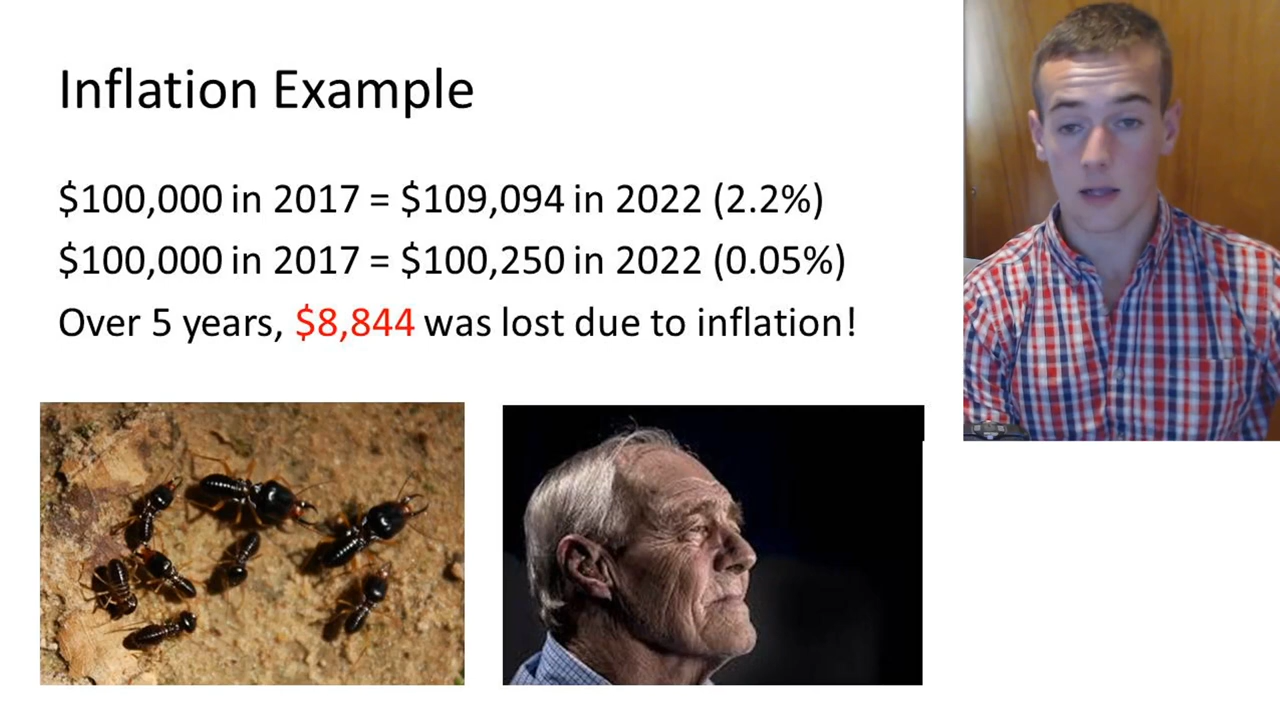 Inflation Example
$100,000 in 2017 = $109,094 in 2022 (2.2%)
$100,000 in 2017 = $100,250 in 2022 (0.05%)
Over 5 years, $8,844 was lost due to inflation!